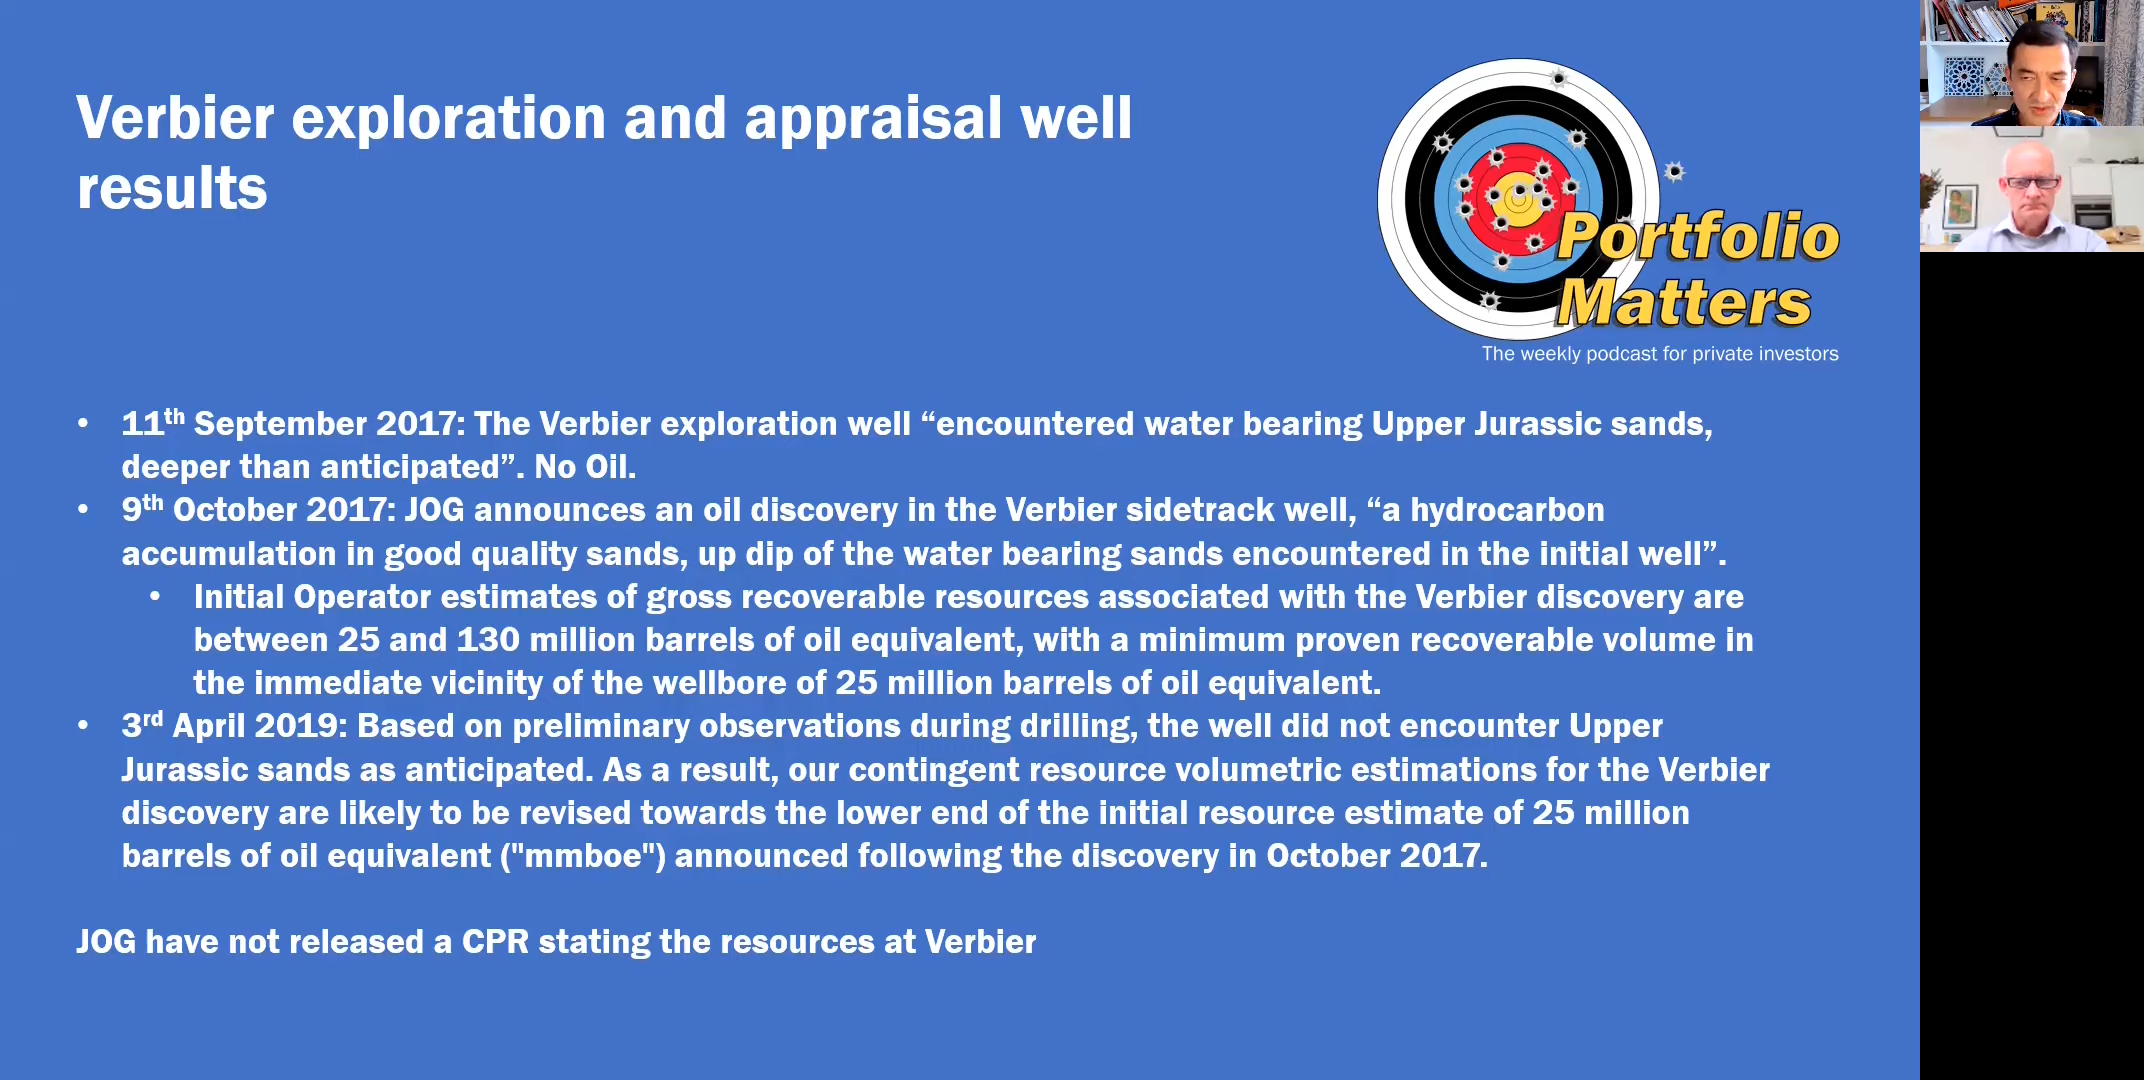 Verbier exploration and appraisal well
results
Portfolio
Matters
The weekly podcast for private investors
• 11th September 2017: The Verbier exploration well “encountered water bearing Upper Jurassic sands,
deeper than anticipated”. No Oil.
• 9th October 2017: JOG announces an oil discovery in the Verbier sidetrack well, “a hydrocarbon
accumulation in good quality sands, up dip of the water bearing sands encountered in the initial well”.
• Initial Operator estimates of gross recoverable resources associated with the Verbier discovery are
between 25 and 130 million barrels of oil equivalent, with a minimum proven recoverable volume in
the immediate vicinity of the wellbore of 25 million barrels of oil equivalent.
• 3rd April 2019: Based on preliminary observations during drilling, the well did not encounter Upper
Jurassic sands as anticipated. As a result, our contingent resource volumetric estimations for the Verbier
discovery are likely to be revised towards the lower end of the initial resource estimate of 25 million
barrels of oil equivalent ("mmboe") announced following the discovery in October 2017.
JOG have not released a CPR stating the resources at Verbier